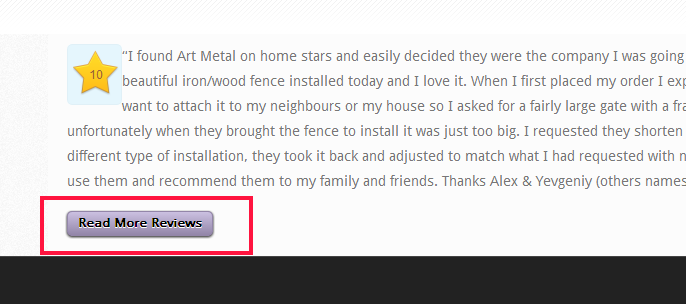 10
“I found Art Metal on home stars and easily decided they were the company I was going
beautiful iron/wood fence installed today and I love it. When I first placed my order I
want to attach it to my neighbours or my house so I asked for a fairly large gate with a
unfortunately when they brought the fence to install it was just too big. I requested they shorten
different type of installation, they took it back and adjusted to match what I had requested with
use them and recommend them to my family and friends. Thanks Alex & Yevgeniy (others names
Read More Reviews